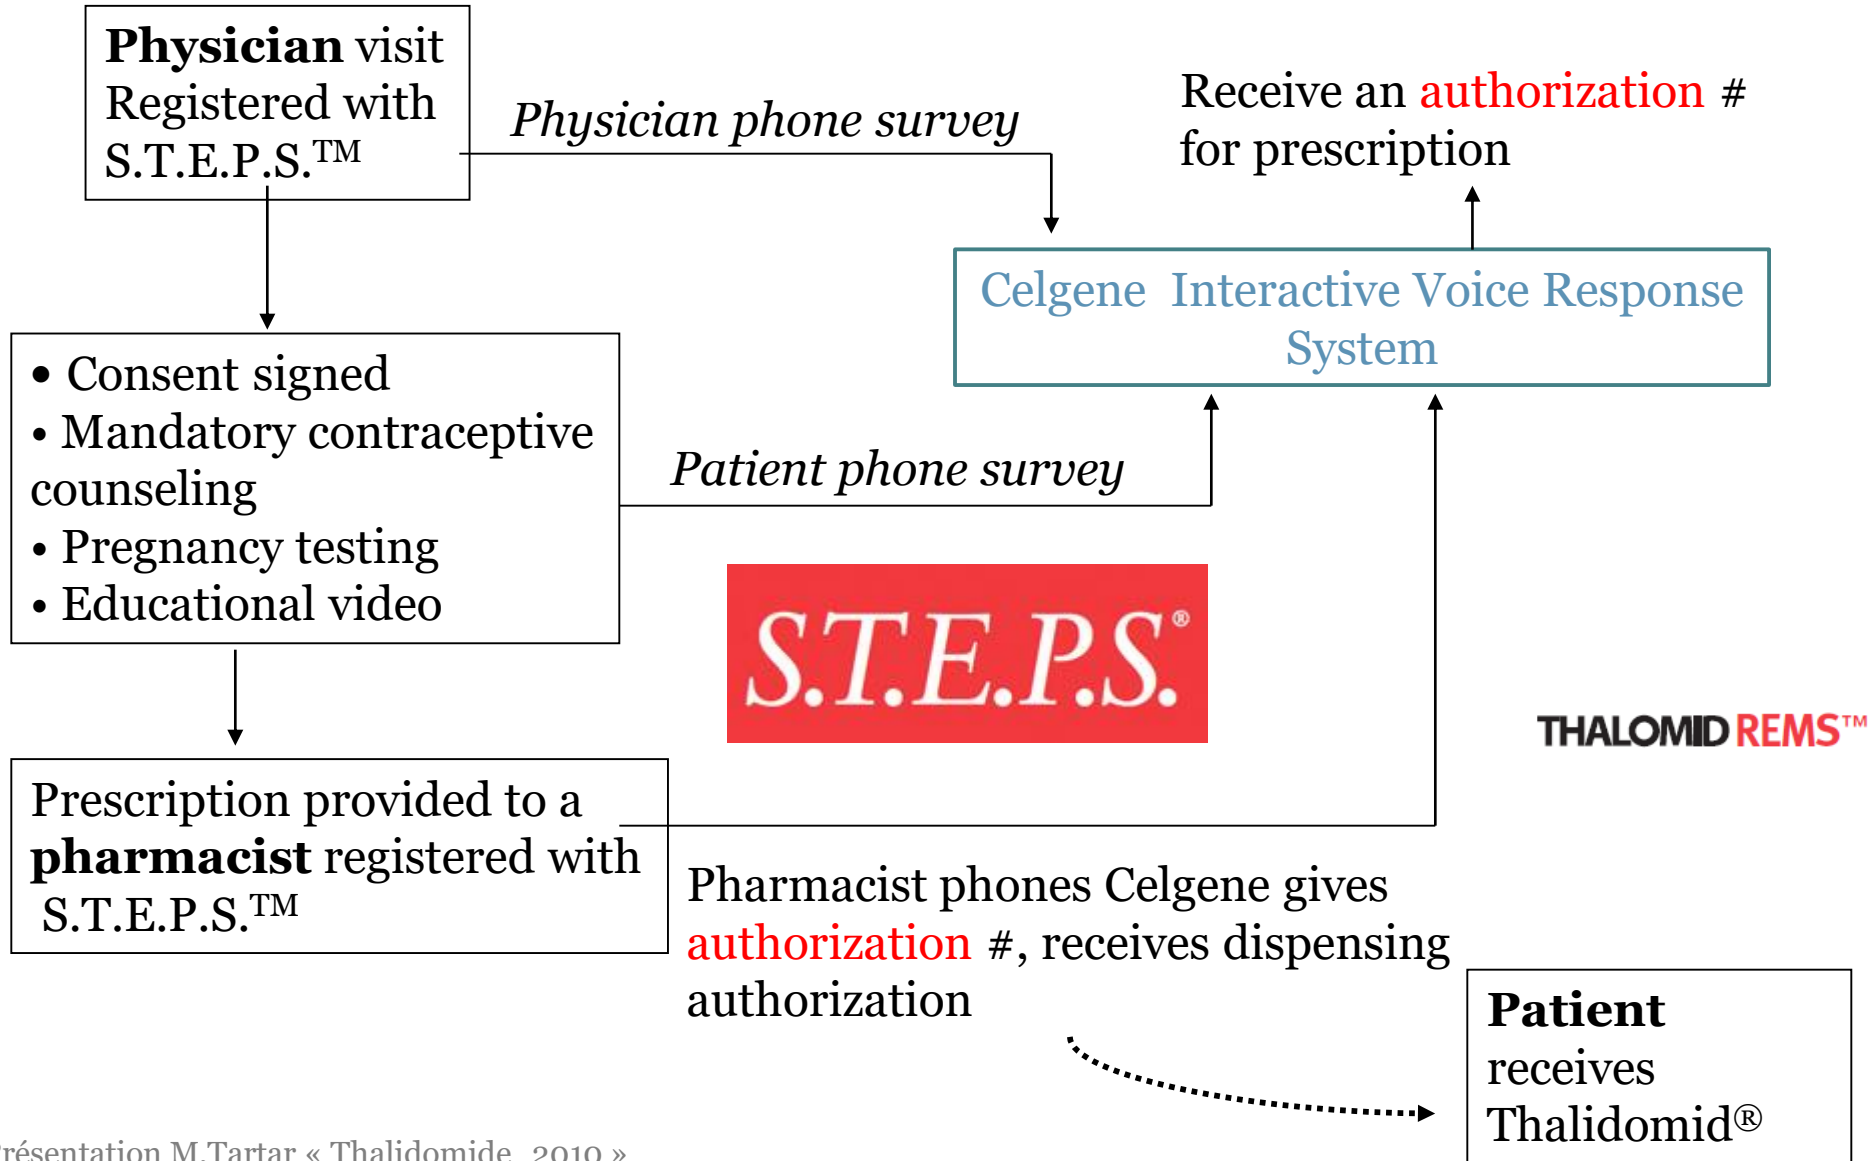 Physician visit
Registered with
S.T.E.P.S.™
Physician phone survey
Receive an authorization #
for prescription
Celgene Interactive Voice Response
System
• Consent signed
• Mandatory contraceptive
counseling
• Pregnancy testing
• Educational video
Patient phone survey
S.T.E.P.S.®
THALOMID REMS™
Prescription provided to a
pharmacist registered with
S.T.E.P.S.™
Pharmacist phones Celgene gives
authorization #, receives dispensing
authorization
Patient
receives
Thalidomid®
résentation M.Tartar « Thalidomide 2010 »